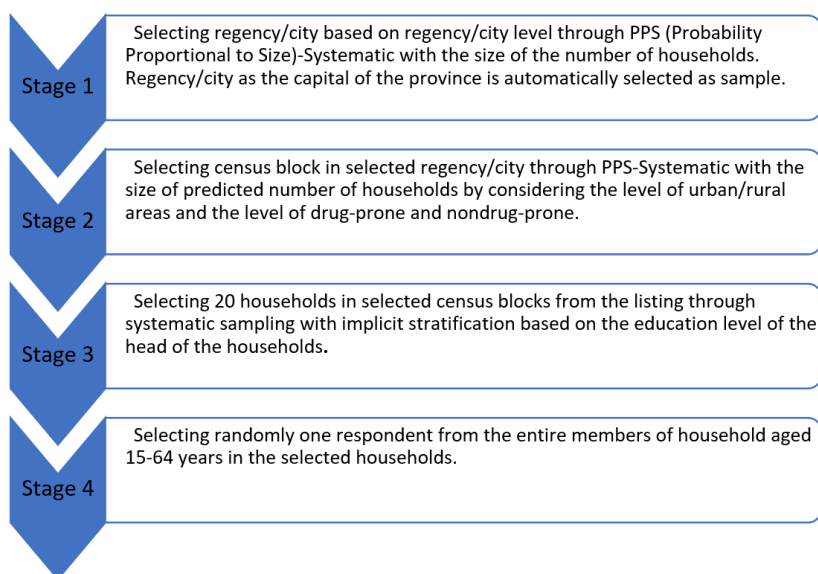 Stage 1
Selecting regency/city based on regency/city level through PPS (Probability
Proportional to Size)-Systematic with the size of the number of households.
Regency/city as the capital of the province is automatically selected as sample.
Stage 2
Selecting census block in selected regency/city through PPS-Systematic with the
size of predicted number of households by considering the level of urban/rural
areas and the level of drug-prone and nondrug-prone.
Stage 3
Selecting 20 households in selected census blocks from the listing through
systematic sampling with implicit stratification based on the education level of the
head of the households.
Stage 4
Selecting randomly one respondent from the entire members of household aged
15-64 years in the selected households.